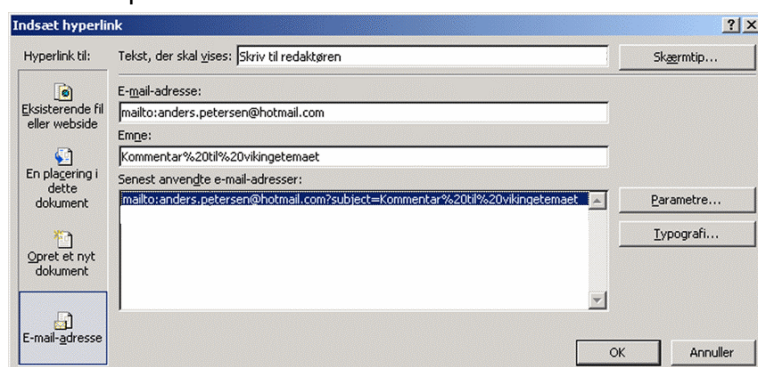 Indsæt hyperlink
Hyperlink til:
Tekst, der skal vises: Skriv til redaktøren
Skærmtip...
Eksisterende fil
eller webside
En placering i
dette
dokument
Opret et nyt
dokument
E-mail-adresse
E-mail-adresse:
mailto:anders.petersen@hotmail.com
Emne:
Kommentar%20til%20vikingetemaet
Senest anvendte e-mail-adresser:
mailto:anders.petersen@hotmail.com?subject=Kommentar%20til%20vikingetemaet
Parametre...
Typografi...
OK
Annuller